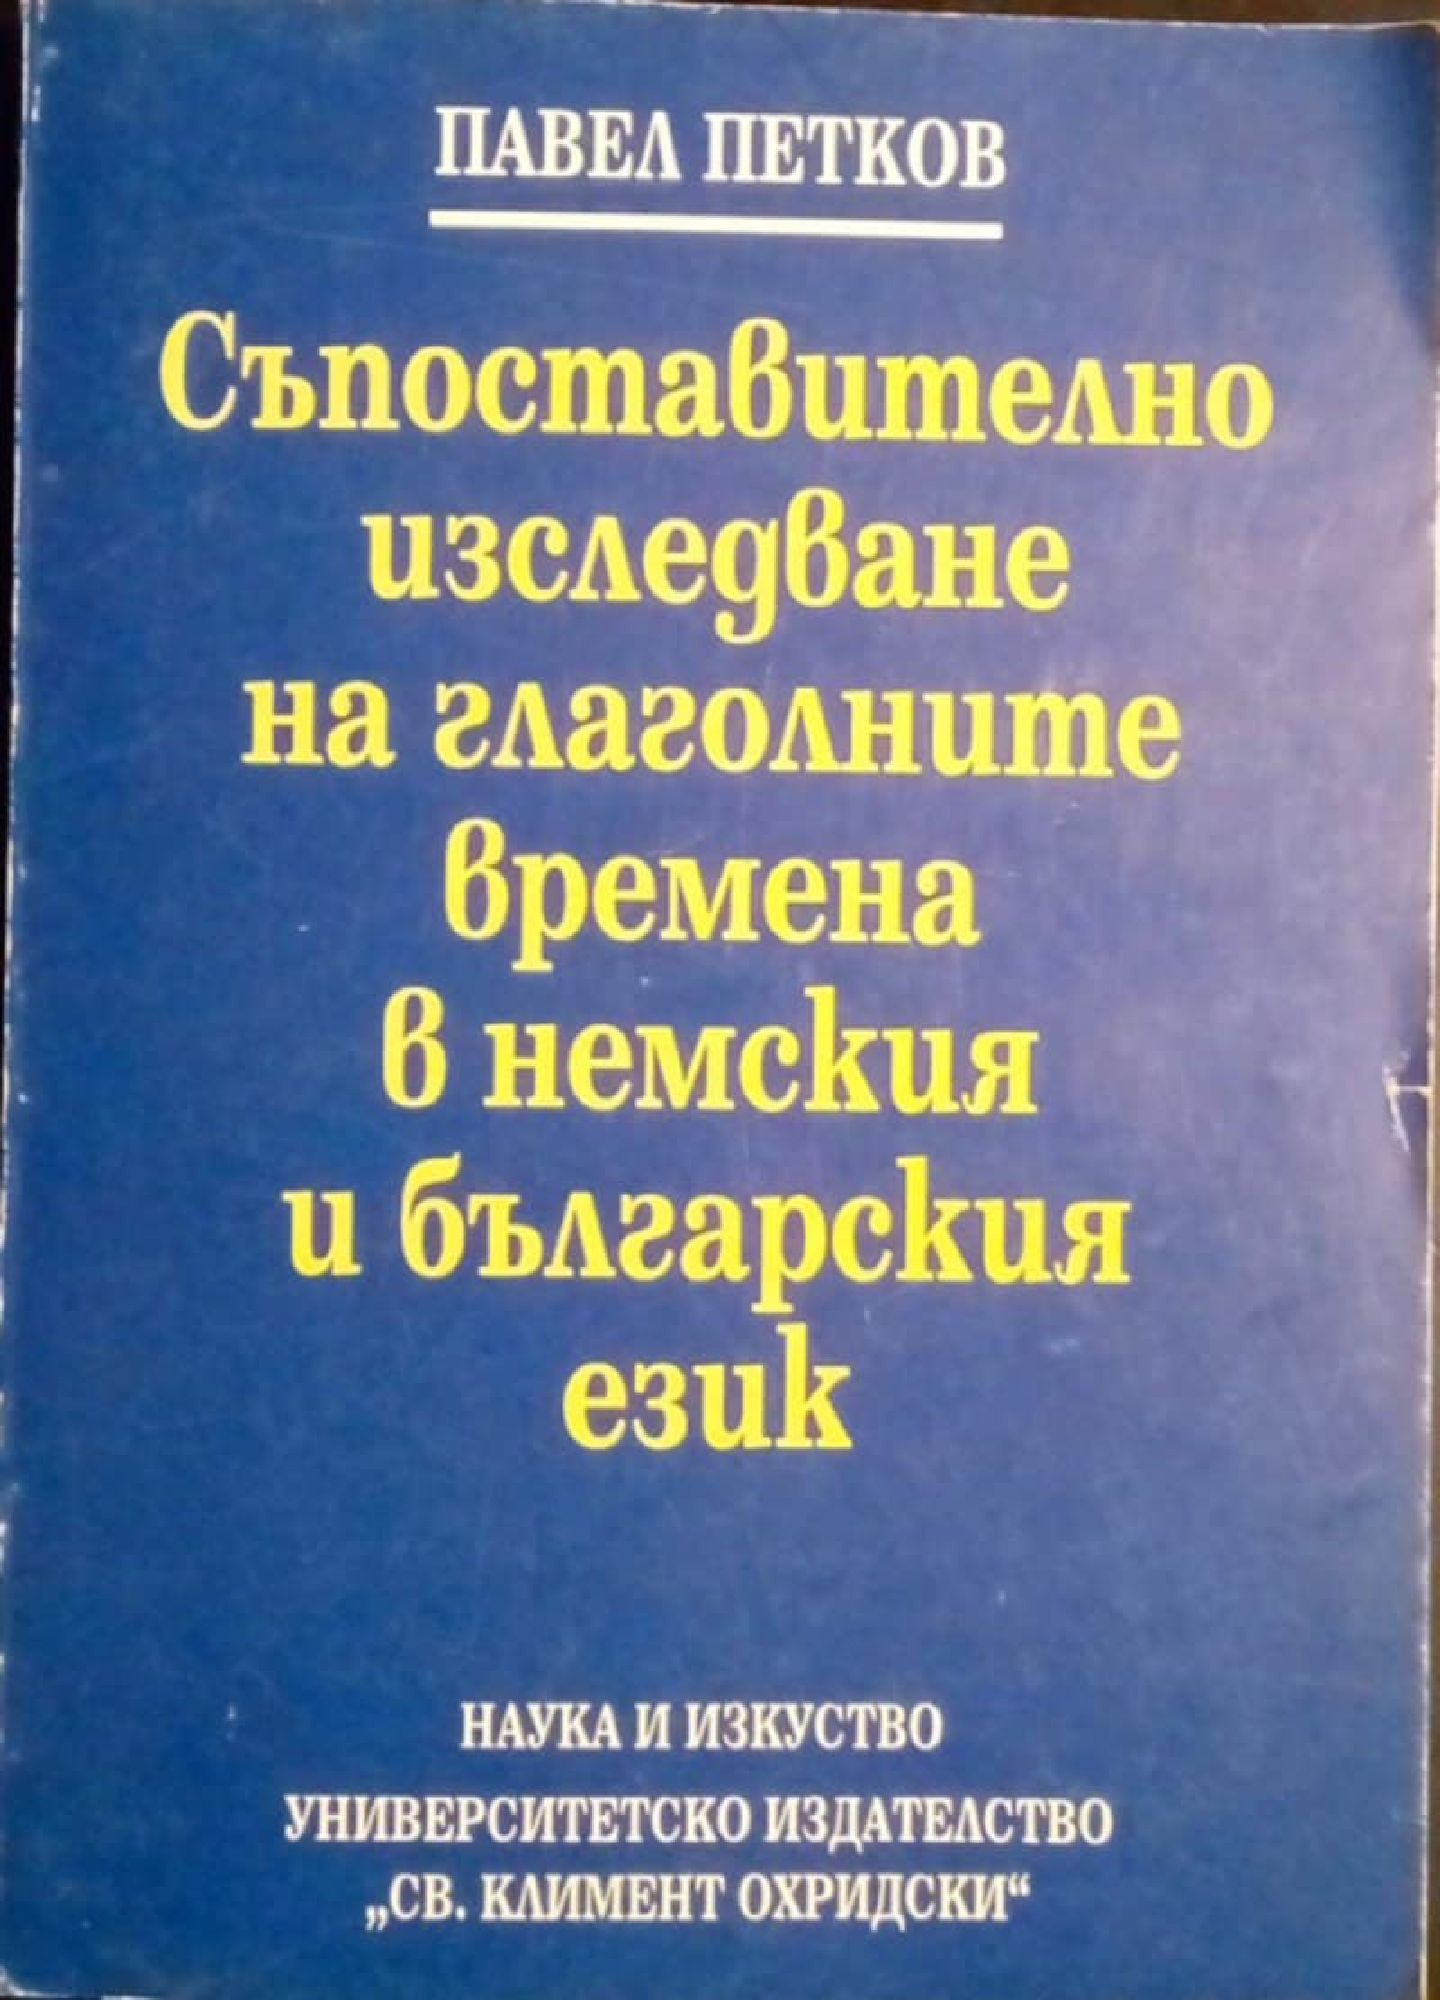 ПАВЕЛ ПЕТКОВ
Съпоставително
изследване
на глаголните
времена
в немския
и българския
език
НАУКА И ИЗКУСТВО
УНИВЕРСИТЕТСКО ИЗДАТЕЛСТВО
„СВ. КЛИМЕНТ ОХРИДСКИ“